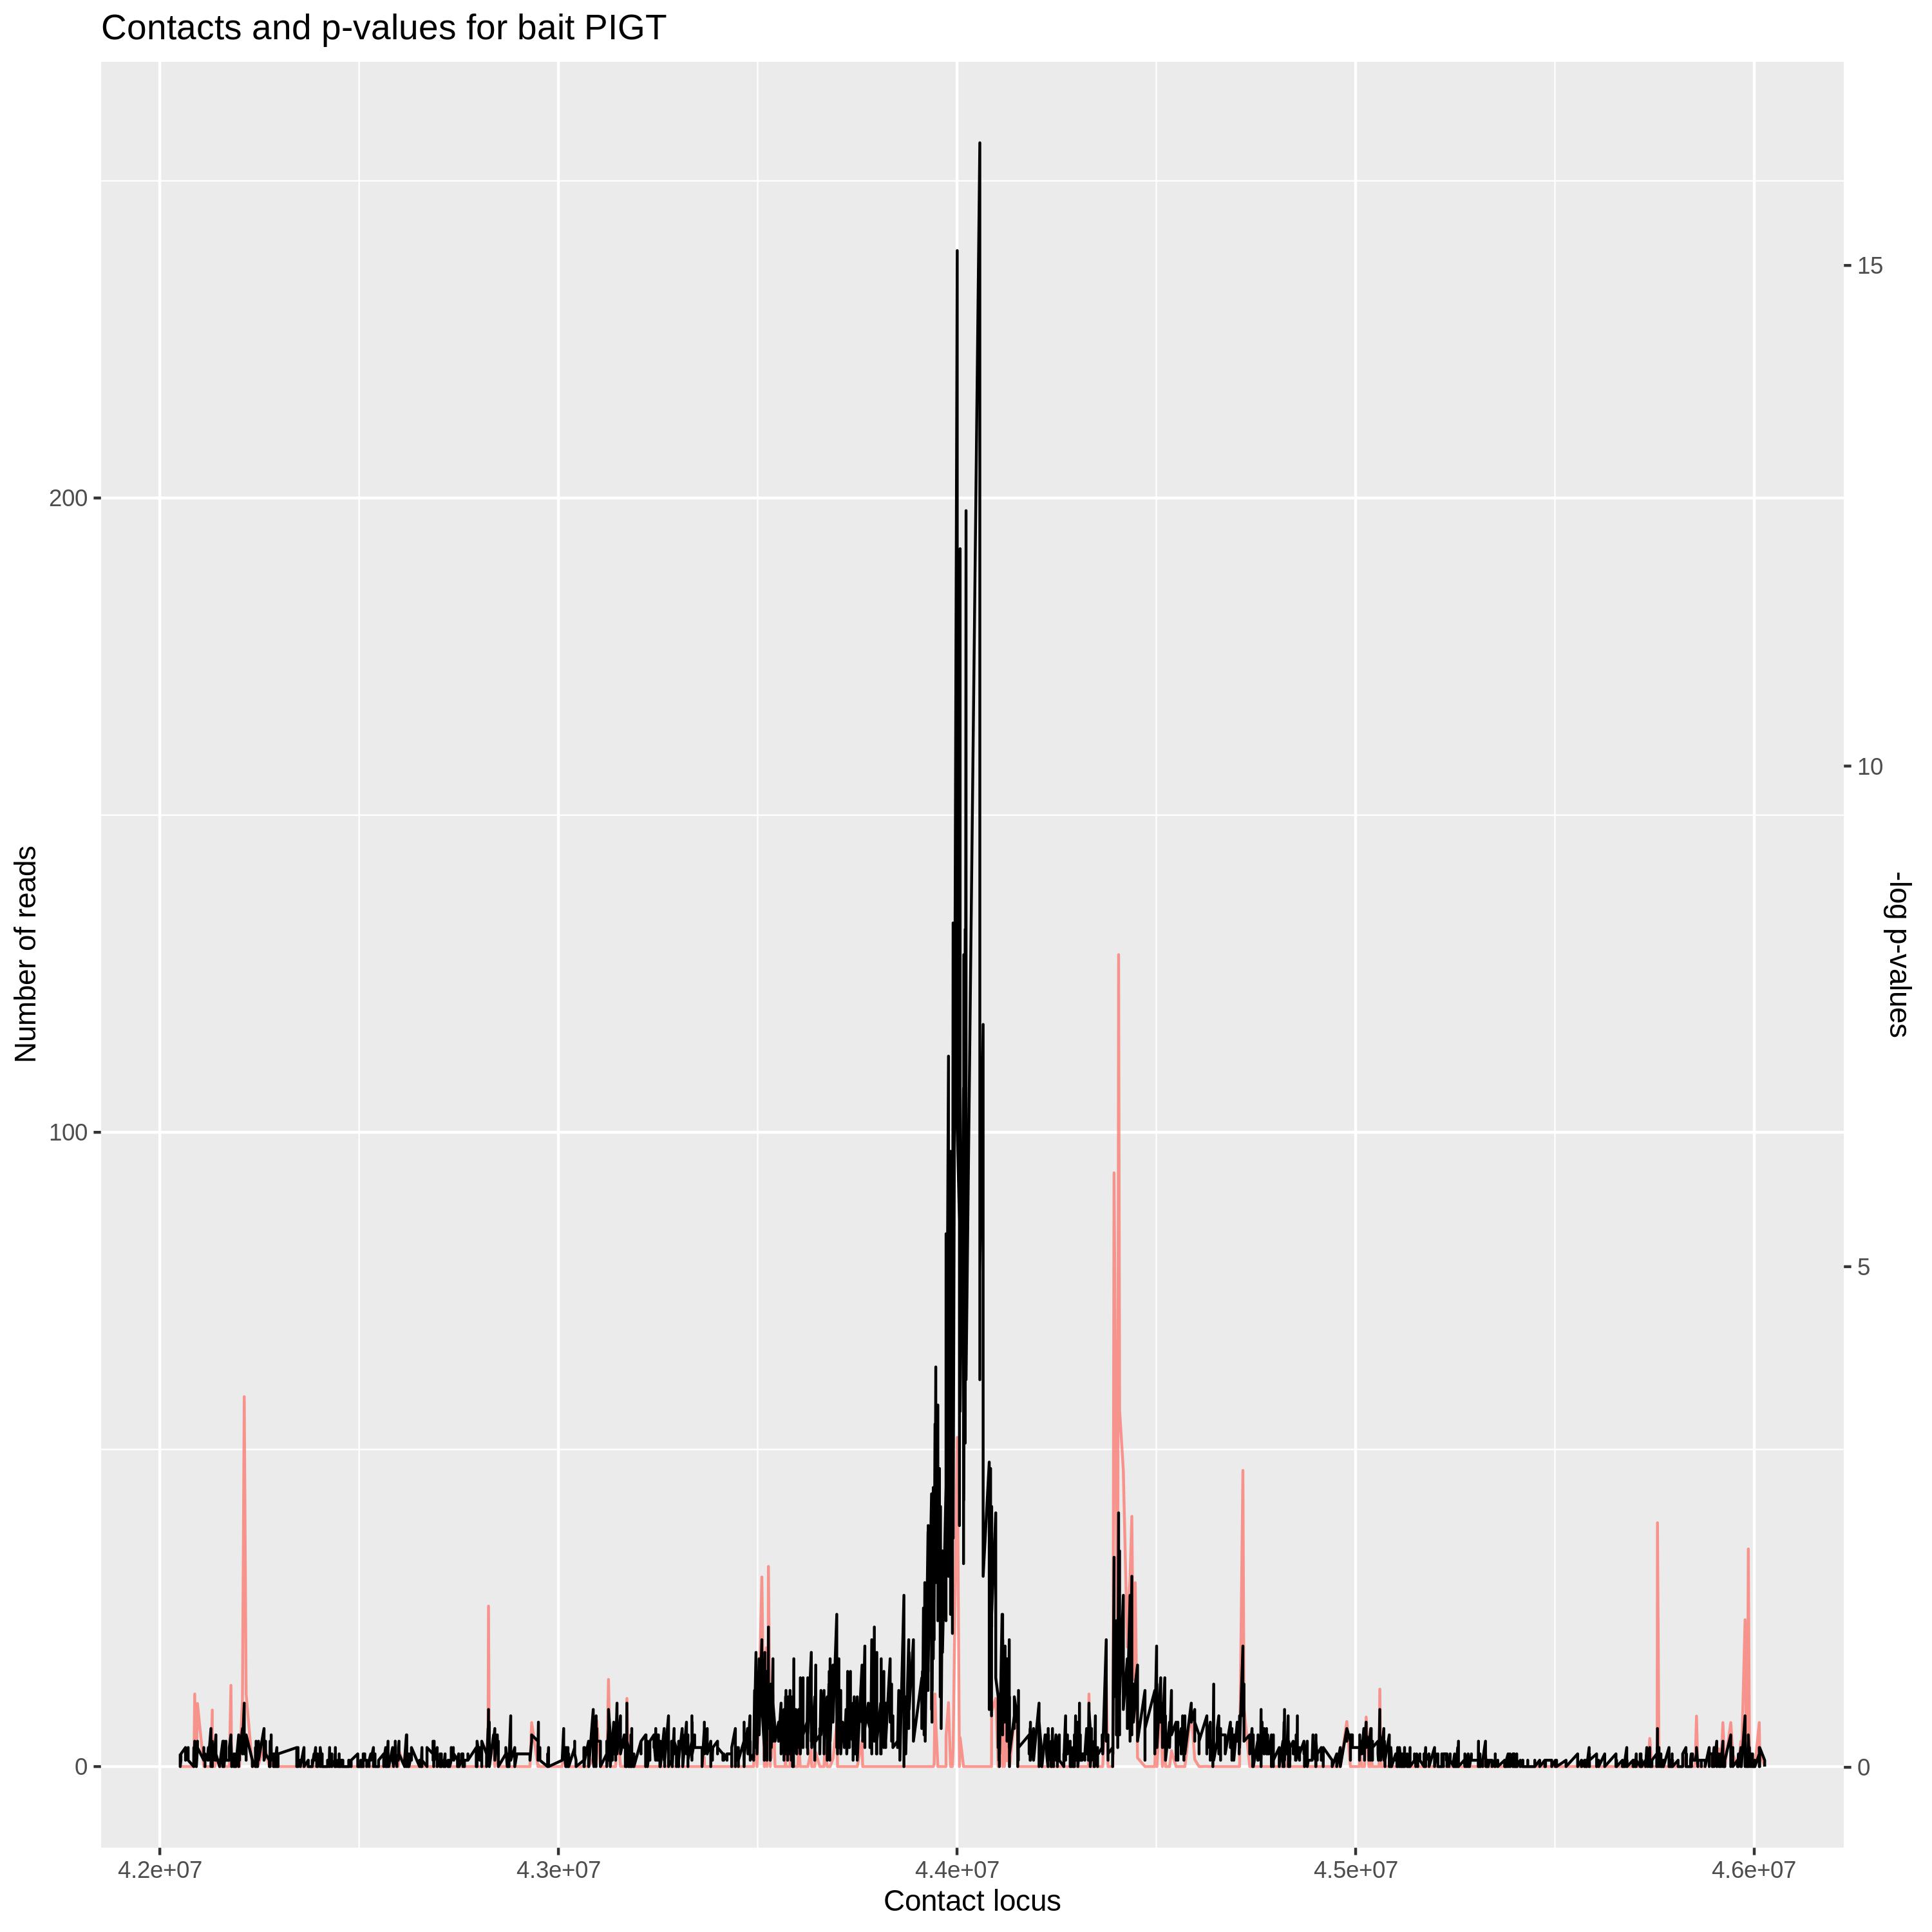 Contacts and p-values for bait PIGT
Number of reads
200
100
0
15
10
5
0
-log p-values
4.2e+07
4.3e+07
4.4e+07
4.5e+07
4.6e+07
Contact locus